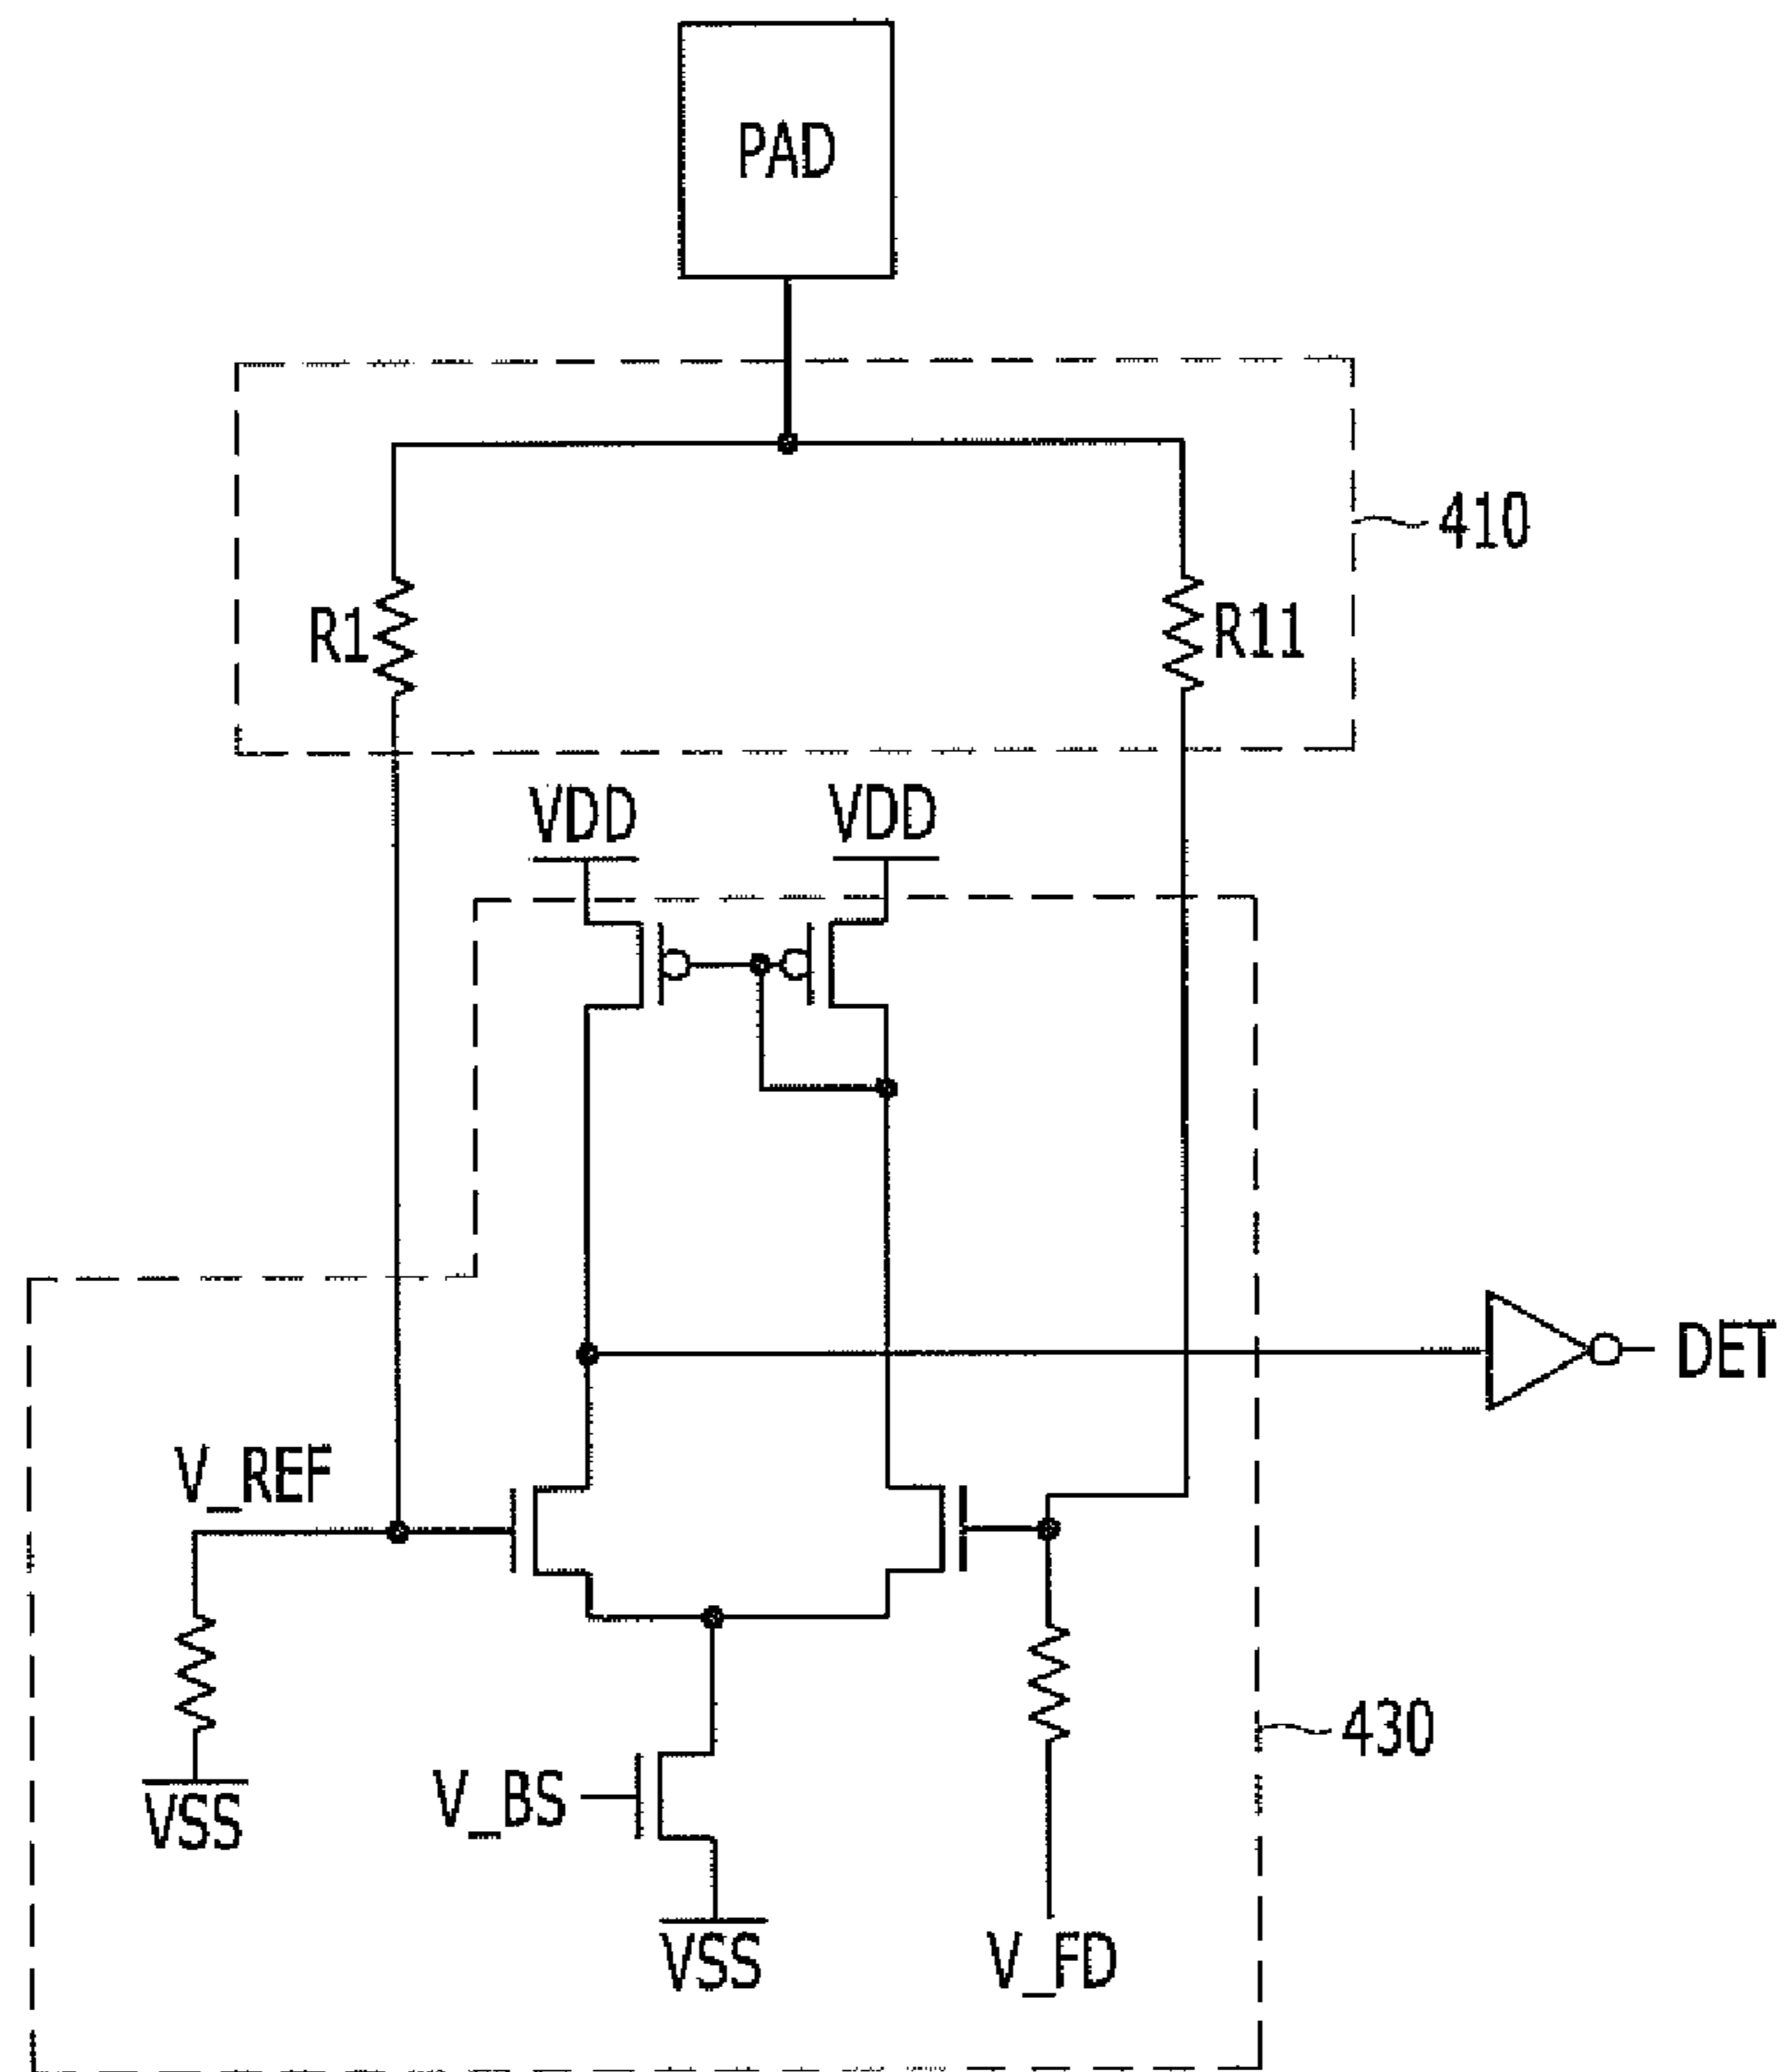 PAD
410
R1
R11
VDD
VDD
DET
V_REF
430
V_BS
VSS
VSS
V_FD